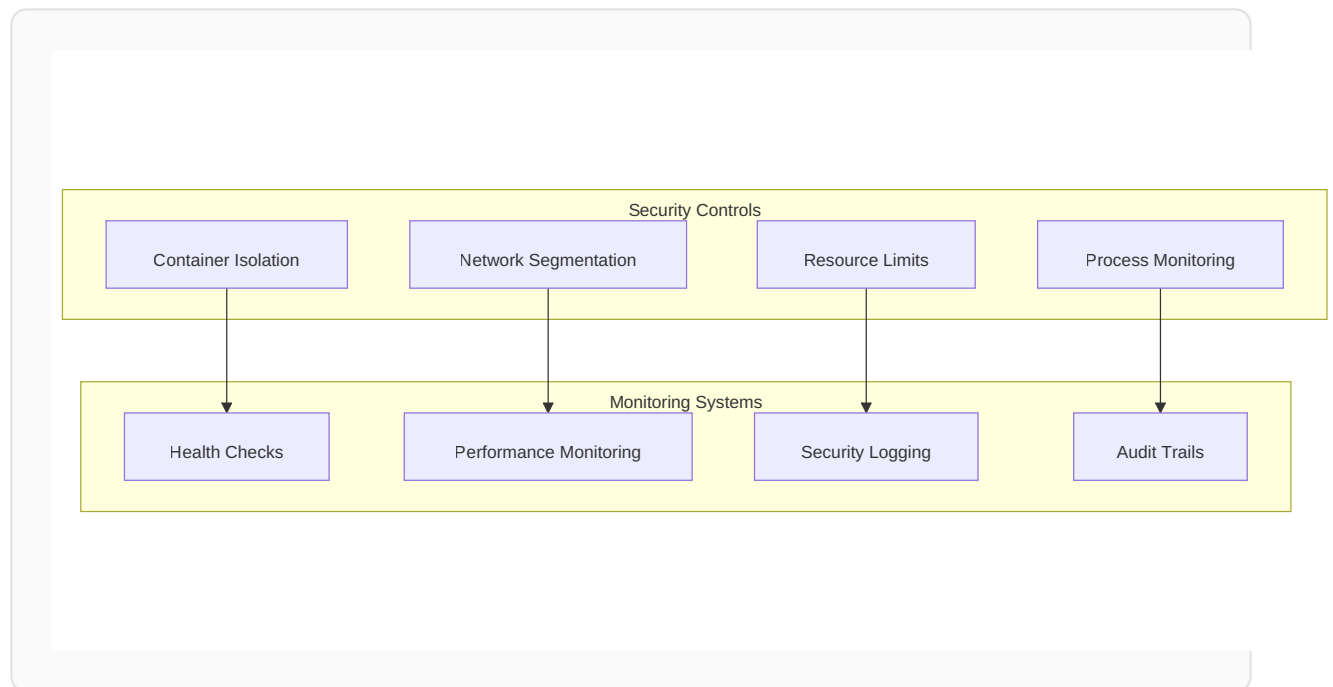 Security Controls
Container Isolation
Network Segmentation
Resource Limits
Process Monitoring
Monitoring Systems
Health Checks
Performance Monitoring
Security Logging
Audit Trails